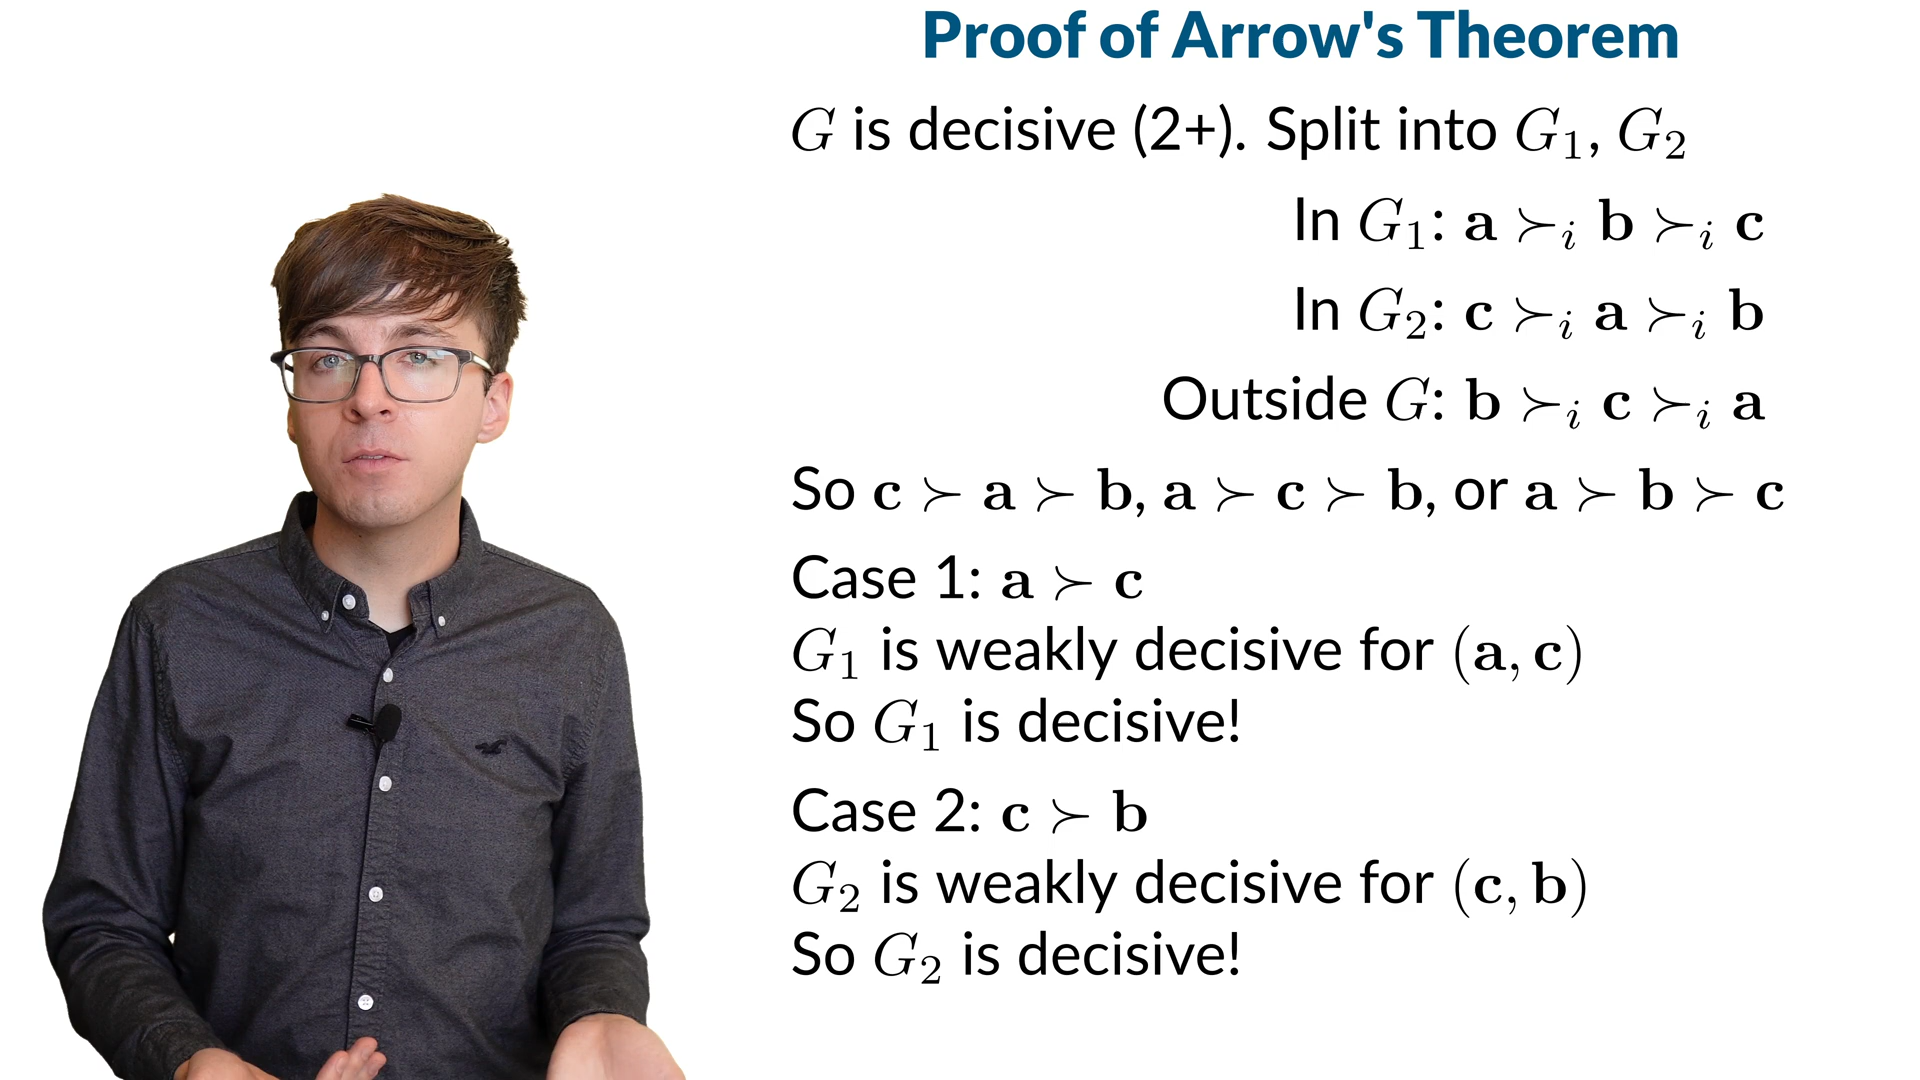 Proof of Arrow's Theorem
G is decisive (2+). Split into G₁, G₂
In G₁: a ≻ᵢ b ≻ᵢ c
In G₂: c ≻ᵢ a ≻ᵢ b
Outside G: b ≻ᵢ c ≻ᵢ a
So c ≻ a ≻ b, a ≻ c ≻ b, or a ≻ b ≻ c
Case 1: a ≻ c
G₁ is weakly decisive for (a, c)
So G₁ is decisive!
Case 2: c ≻ b
G₂ is weakly decisive for (c, b)
So G₂ is decisive!